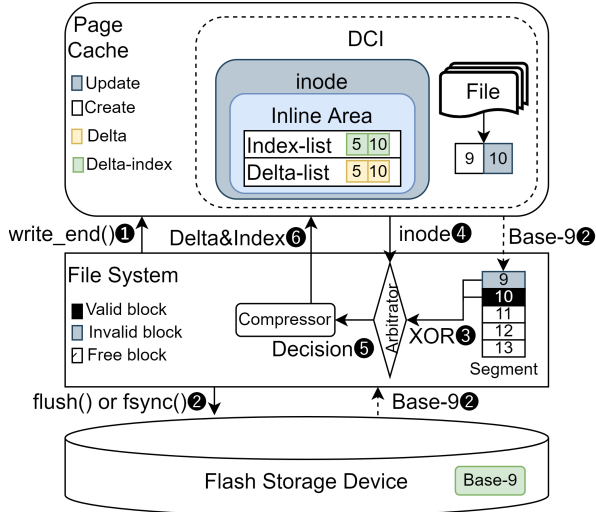 Page
Cache
Update
Create
Delta
Delta-index
DCI
inode
Inline Area
Index-list 5 10
Delta-list 5 10
File
9 10
write_end()❶
Delta&Index❻
inode❹
Base-9❷
File System
Valid block
Invalid block
Free block
Compressor
Arbitrator
Decision❺
XOR❸
9
10
11
12
13
Segment
flush() or fsync()❷
Base-9❷
Flash Storage Device
Base-9